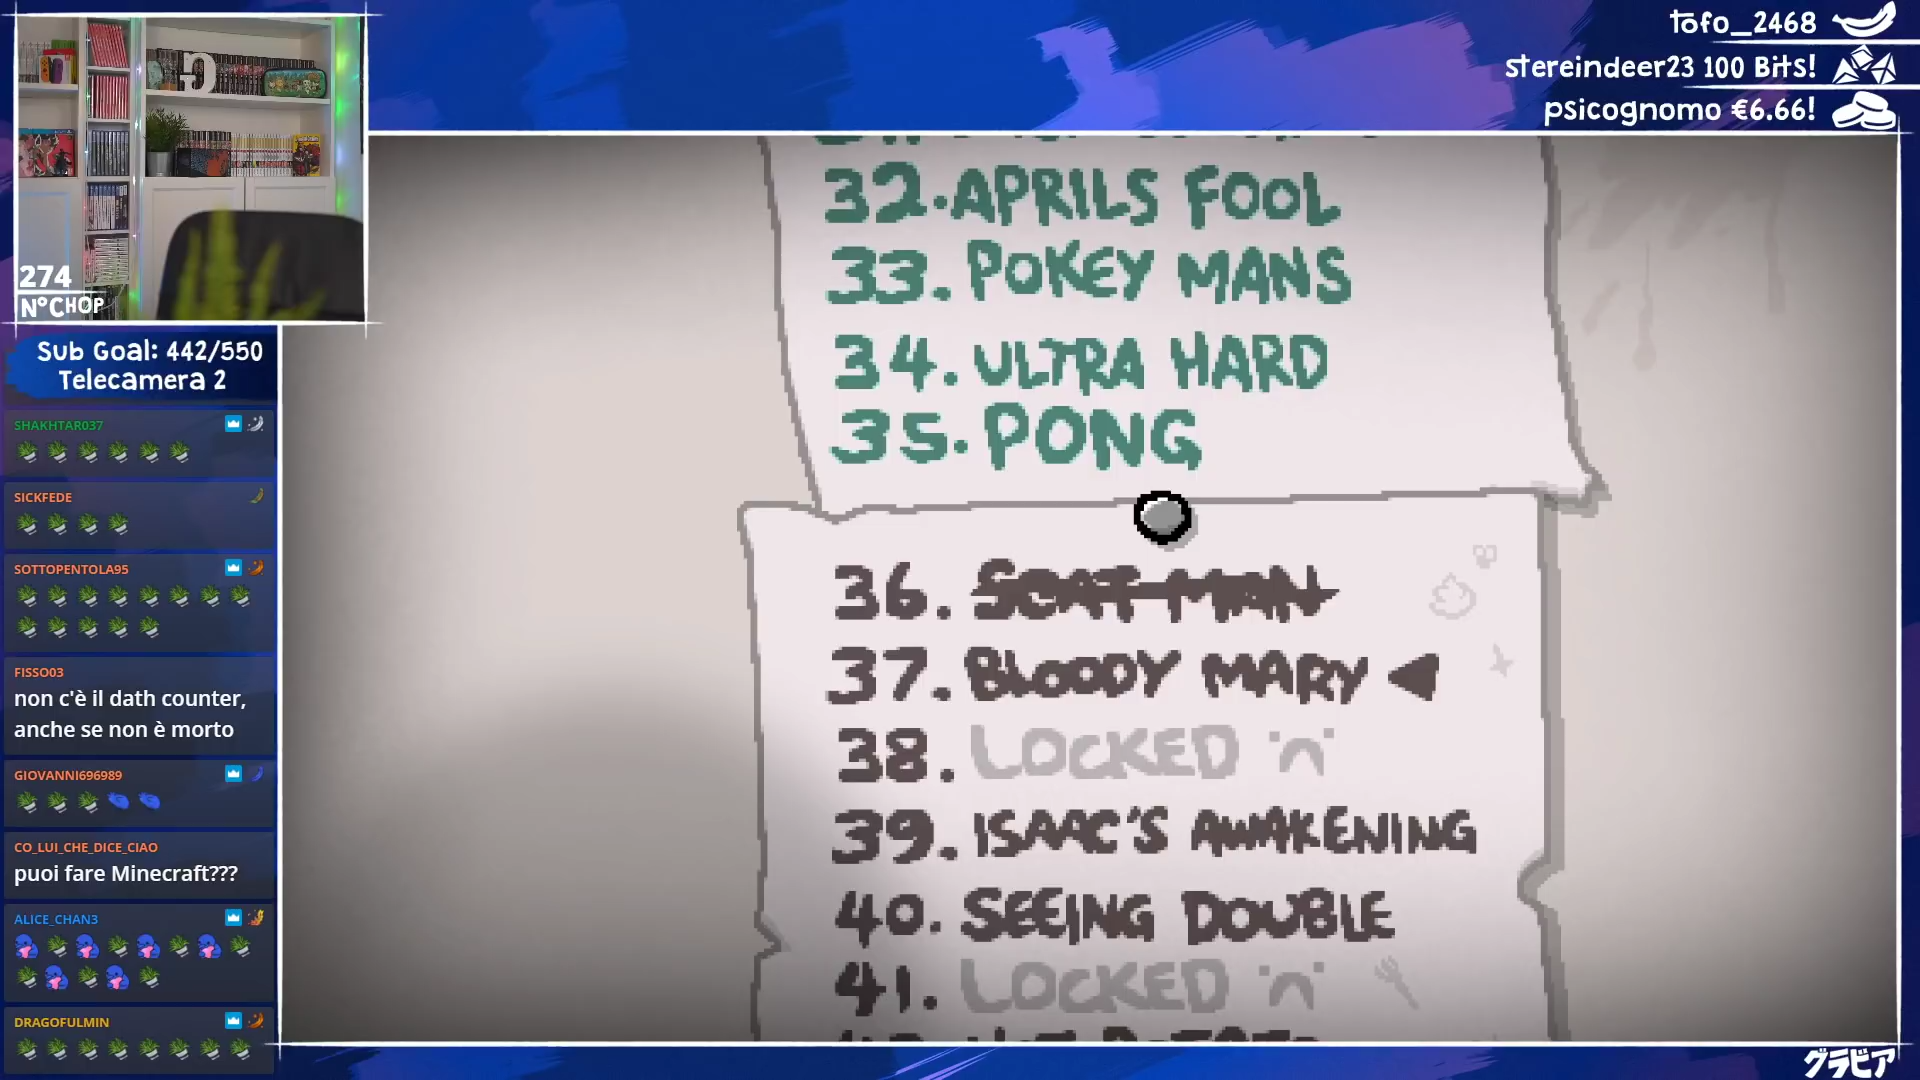 tofo_2468
stereindeer23 100 Bits!
psicognomo €6.66!
G
274
N°CHOP
Sub Goal: 442/550
Telecamera 2
SHAKHTAR037
SICKFEDE
SOTTOPENTOLA95
FISSO03
non c'è il dath counter,
anche se non è morto
GIOVANNI696989
CO_LUI_CHE_DICE_CIAO
puoi fare Minecraft???
ALICE_CHAN3
DRAGOFULMIN
32. APRILS FOOL
33. POKEY MANS
34. ULTRA HARD
35. PONG
36. SCAT MAN
37. BLOODY MARY ◀
38. LOCKED
39. ISAAC'S AWAKENING
40. SEEING DOUBLE
41. LOCKED
グラビア